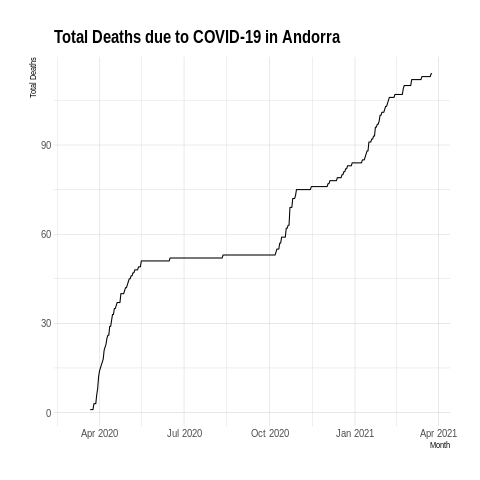 Total Deaths due to COVID-19 in Andorra
Total Deaths
90
60
30
0
Apr 2020
Jul 2020
Oct 2020
Jan 2021
Apr 2021
Month